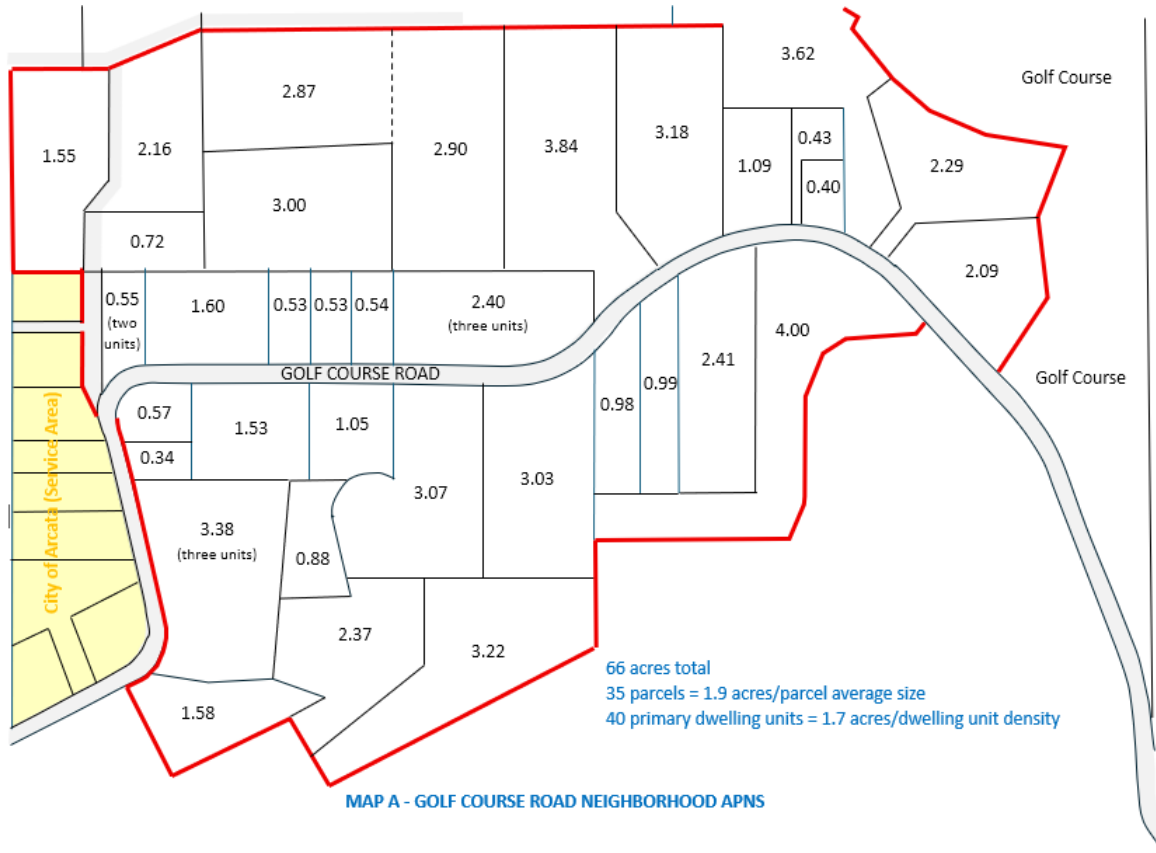 3.62
Golf Course
2.87
1.55
2.16
2.90
3.84
3.18
0.43
1.09
2.29
0.40
3.00
0.72
2.09
0.55
(two
units)
1.60
0.53
0.53
0.54
2.40
(three units)
4.00
2.41
GOLF COURSE ROAD
Golf Course
0.98
0.99
0.57
1.53
1.05
0.34
3.07
3.03
City of Arcata (Service Area)
3.38
(three units)
0.88
2.37
3.22
1.58
66 acres total
35 parcels = 1.9 acres/parcel average size
40 primary dwelling units = 1.7 acres/dwelling unit density
MAP A - GOLF COURSE ROAD NEIGHBORHOOD APNS